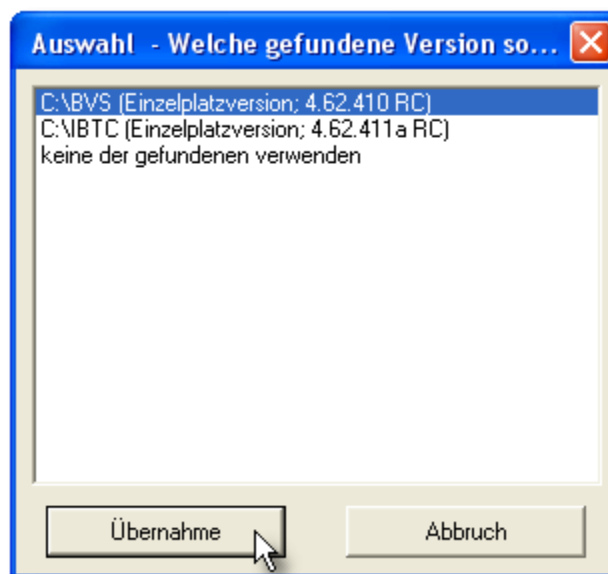 Auswahl - Welche gefundene Version so...
C:\BVS (Einzelplatzversion; 4.62.410 RC)
C:\IBTC (Einzelplatzversion; 4.62.411a RC)
keine der gefundenen verwenden
Übernahme
Abbruch